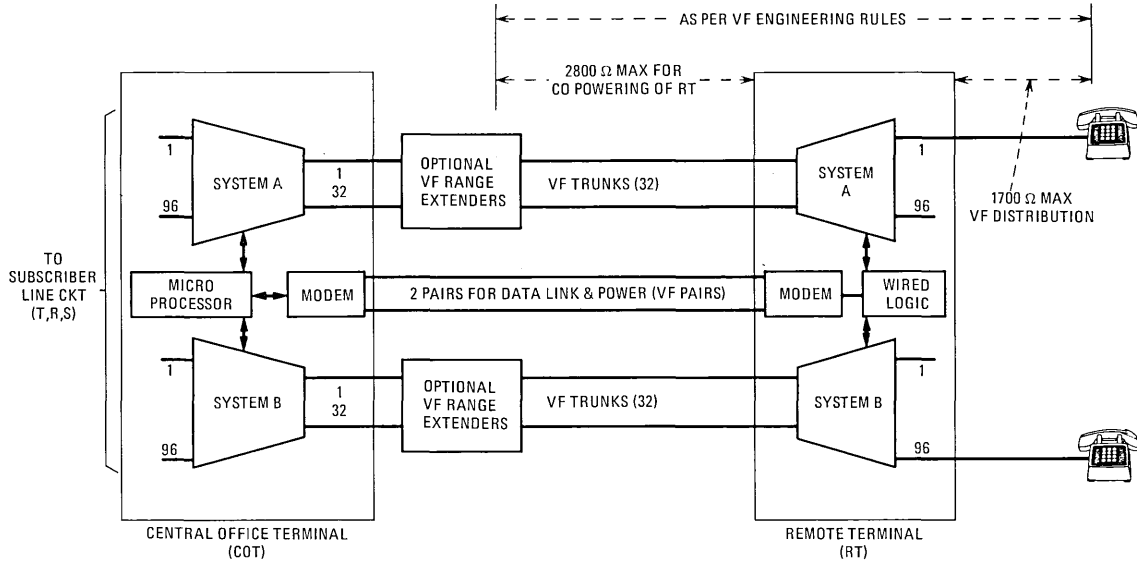 AS PER VF ENGINEERING RULES
2800 Ω MAX FOR
CO POWERING OF RT
1
SYSTEM A
96
1
32
OPTIONAL
VF RANGE
EXTENDERS
VF TRUNKS (32)
SYSTEM
A
1
96
1700 Ω MAX
VF DISTRIBUTION
TO
SUBSCRIBER
LINE CKT
(T,R,S)
MICRO
PROCESSOR
MODEM
2 PAIRS FOR DATA LINK & POWER (VF PAIRS)
MODEM
WIRED
LOGIC
1
SYSTEM B
96
1
32
OPTIONAL
VF RANGE
EXTENDERS
VF TRUNKS (32)
SYSTEM B
1
96
CENTRAL OFFICE TERMINAL
(COT)
REMOTE TERMINAL
(RT)